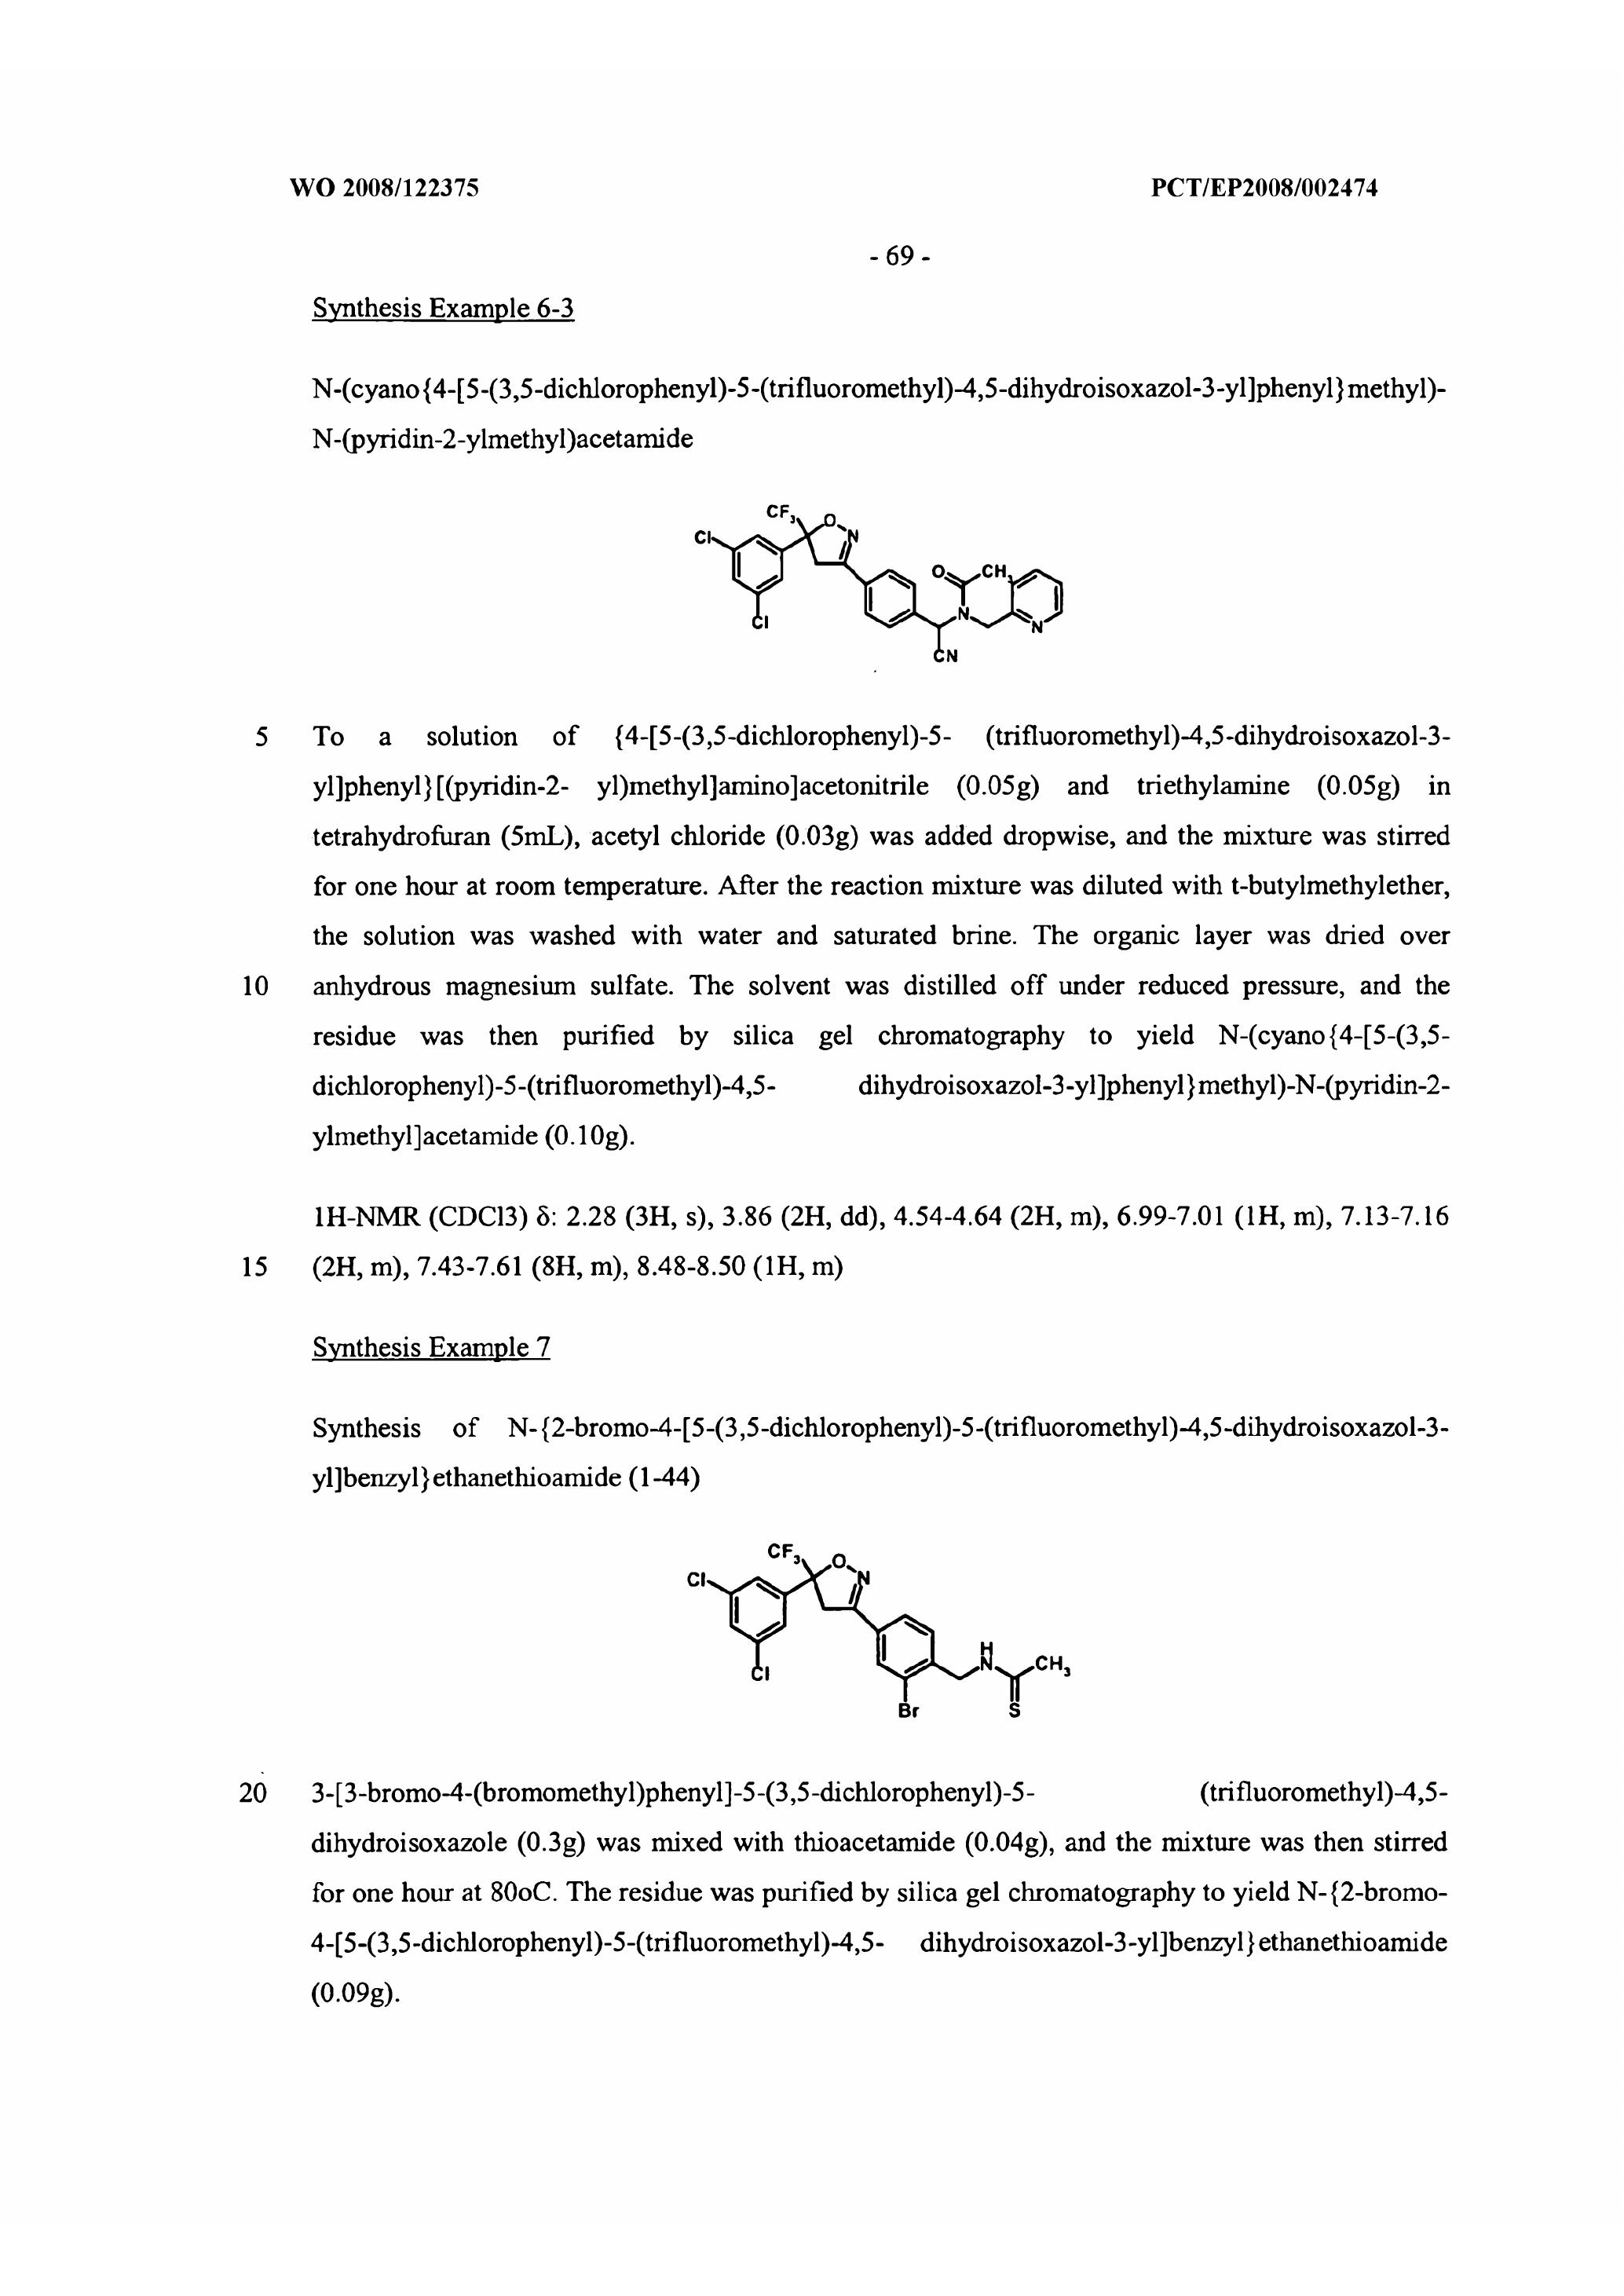 WO 2008/122375 PCT/EP2008/002474
- 69 -
Synthesis Example 6-3
N-(cyano{4-[5-(3,5-dichlorophenyl)-5-(trifluoromethyl)-4,5-dihydroisoxazol-3-yl]phenyl}methyl)-
N-(pyridin-2-ylmethyl)acetamide
CF3 O N
Cl
O CH3
Cl N N
CN
5 To a solution of {4-[5-(3,5-dichlorophenyl)-5- (trifluoromethyl)-4,5-dihydroisoxazol-3-
yl]phenyl}[(pyridin-2- yl)methyl]amino]acetonitrile (0.05g) and triethylamine (0.05g) in
tetrahydrofuran (5mL), acetyl chloride (0.03g) was added dropwise, and the mixture was stirred
for one hour at room temperature. After the reaction mixture was diluted with t-butylmethylether,
the solution was washed with water and saturated brine. The organic layer was dried over
10 anhydrous magnesium sulfate. The solvent was distilled off under reduced pressure, and the
residue was then purified by silica gel chromatography to yield N-(cyano{4-[5-(3,5-
dichlorophenyl)-5-(trifluoromethyl)-4,5- dihydroisoxazol-3-yl]phenyl}methyl)-N-(pyridin-2-
ylmethyl]acetamide (0.10g).
1H-NMR (CDCl3) δ: 2.28 (3H, s), 3.86 (2H, dd), 4.54-4.64 (2H, m), 6.99-7.01 (1H, m), 7.13-7.16
15 (2H, m), 7.43-7.61 (8H, m), 8.48-8.50 (1H, m)
Synthesis Example 7
Synthesis of N-{2-bromo-4-[5-(3,5-dichlorophenyl)-5-(trifluoromethyl)-4,5-dihydroisoxazol-3-
yl]benzyl}ethanethioamide (1-44)
CF3 O N
Cl
H
Cl N CH3
Br S
20 3-[3-bromo-4-(bromomethyl)phenyl]-5-(3,5-dichlorophenyl)-5- (trifluoromethyl)-4,5-
dihydroisoxazole (0.3g) was mixed with thioacetamide (0.04g), and the mixture was then stirred
for one hour at 80oC. The residue was purified by silica gel chromatography to yield N-{2-bromo-
4-[5-(3,5-dichlorophenyl)-5-(trifluoromethyl)-4,5- dihydroisoxazol-3-yl]benzyl}ethanethioamide
(0.09g).